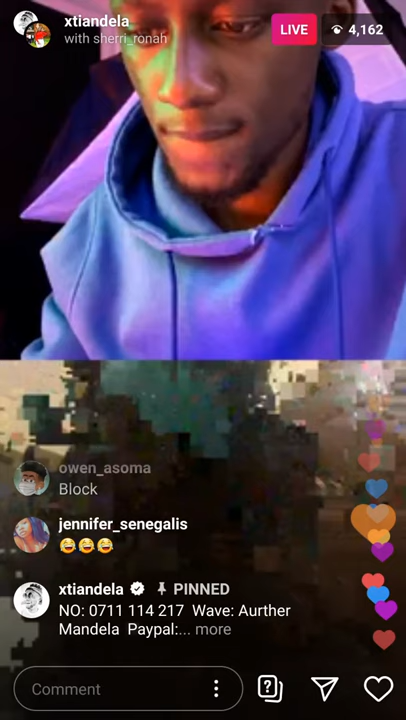 xtiandela
with sherri_ronah
LIVE
4,162
owen_asoma
Block
jennifer_senegalis
😂😂😂
xtiandela PINNED
NO: 0711 114 217 Wave: Aurther
Mandela Paypal:... more
Comment